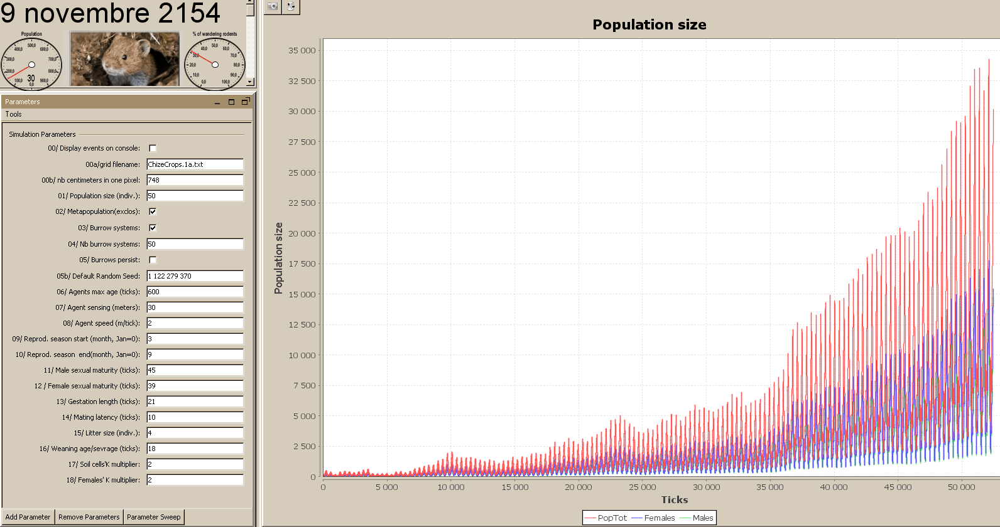 9 novembre 2154
Population
% of wandering rodents
500,0
400,0
600,0
300,0
700,0
200,0
800,0
100,0
900,0
30
50,0
40,0
60,0
30,0
70,0
20,0
80,0
10,0
90,0
0,0
100,0
Parameters
Tools
Simulation Parameters
00/ Display events on console:
00a/grid filename: ChizeCrops.1a.txt
00b/ nb centimeters in one pixel: 748
01/ Population size (indiv.): 50
02/ Metapopulation(exclos):
03/ Burrow systems:
04/ Nb burrow systems: 50
05/ Burrows persist:
05b/ Default Random Seed: 1 122 279 370
06/ Agents max age (ticks): 600
07/ Agent sensing (meters): 30
08/ Agent speed (m/tick): 2
09/ Reprod. season start (month, Jan=0): 3
10/ Reprod. season end(month, Jan=0): 9
11/ Male sexual maturity (ticks): 45
12 / Female sexual maturity (ticks): 39
13/ Gestation length (ticks): 21
14/ Mating latency (ticks): 10
15/ Litter size (indiv.): 4
16/ Weaning age/sevrage (ticks): 18
17/ Soil cells'K multiplier: 2
18/ Females' K multiplier: 2
Add Parameter
Remove Parameters
Parameter Sweep
Population size
Population size
35 000
32 500
30 000
27 500
25 000
22 500
20 000
17 500
15 000
12 500
10 000
7 500
5 000
2 500
0
0 5 000 10 000 15 000 20 000 25 000 30 000 35 000 40 000 45 000 50 000
Ticks
PopTot Females Males